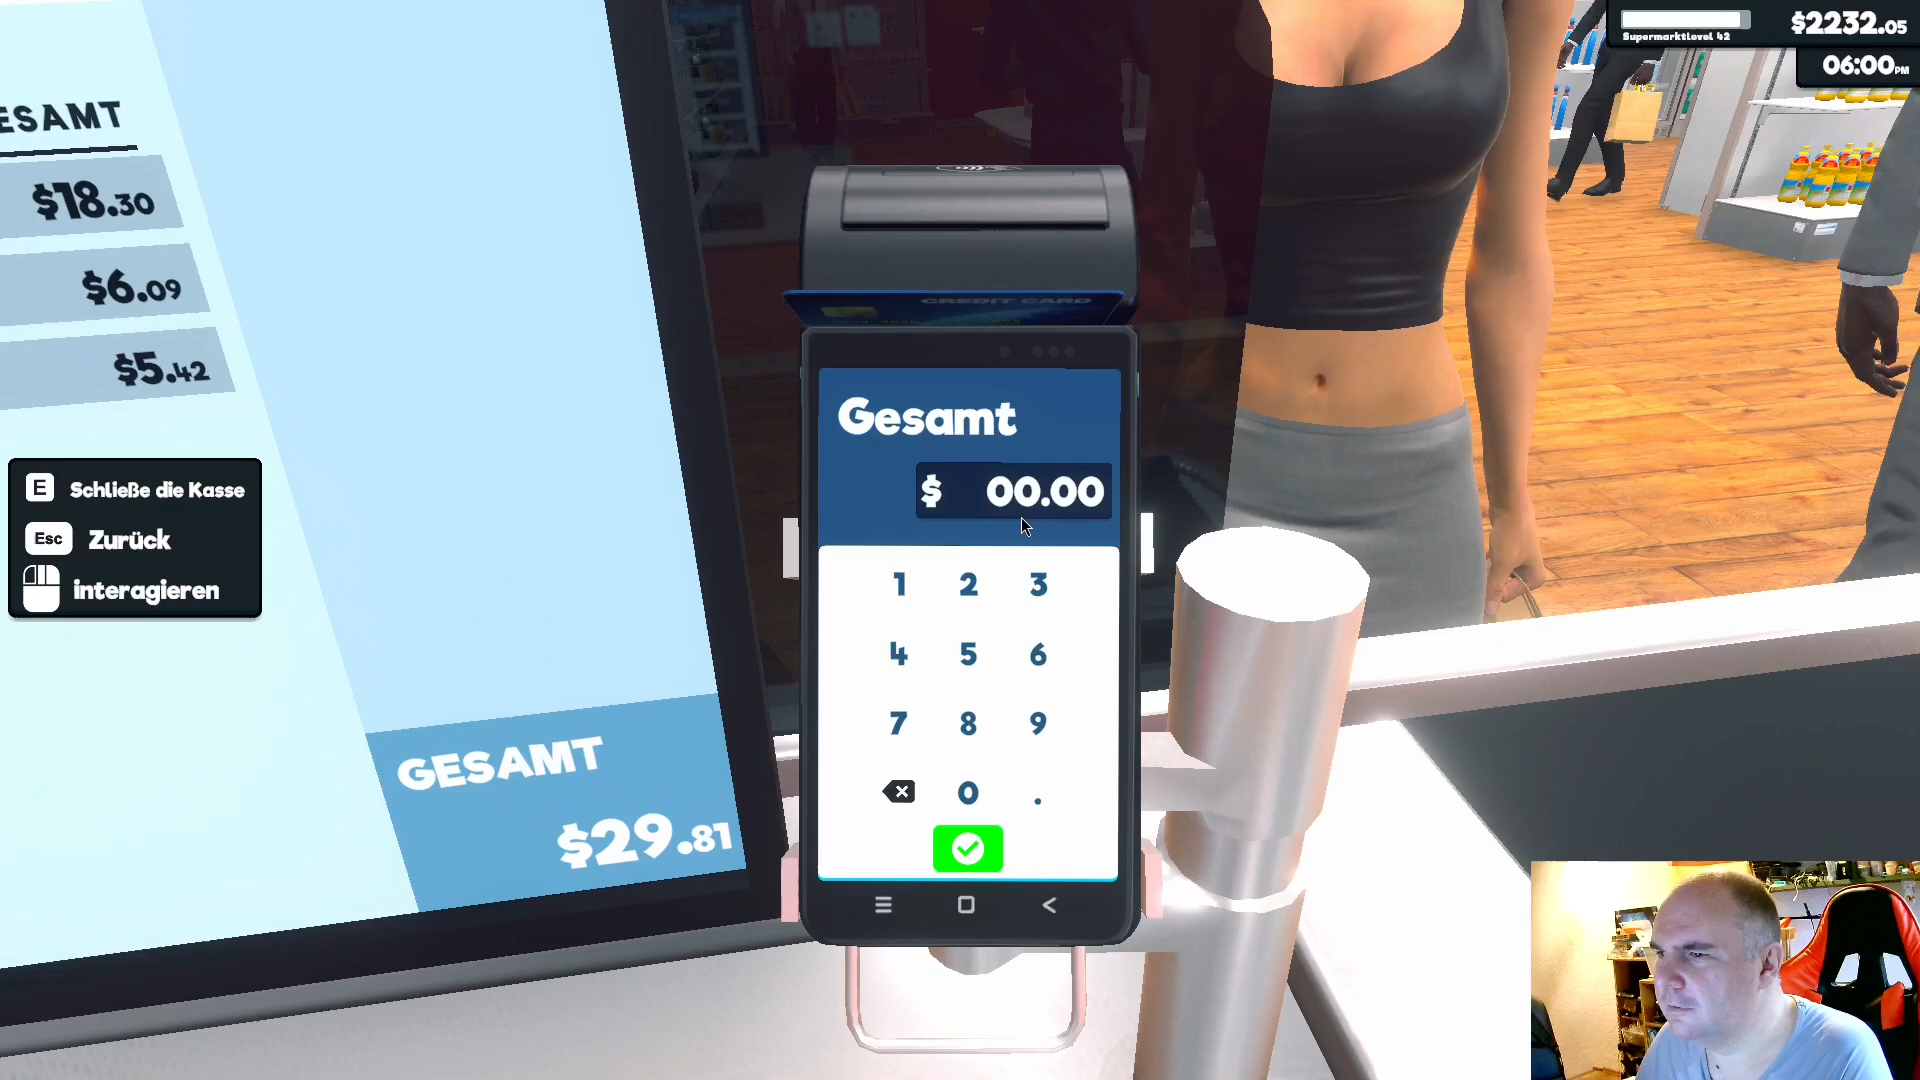 $2232.05
Supermarktlevel 42
06:00PM
GESAMT
$18.30
$6.09
$5.42
CREDIT CARD
Gesamt
$ 00.00
E Schließe die Kasse
Esc Zurück
interagieren
1 2 3
4 5 6
7 8 9
0 .
GESAMT
$29.81